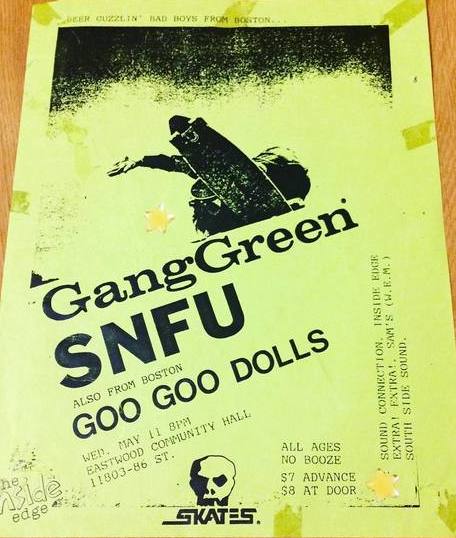 BEER GUZZLIN' BAD BOYS FROM BOSTON...
GangGreen
SNFU
ALSO FROM BOSTON
GOO GOO DOLLS
WED. MAY 11 8PM
EASTWOOD COMMUNITY HALL
11803-86 ST.
ALL AGES
NO BOOZE
$7 ADVANCE
$8 AT DOOR
SOUND CONNECTION. INSIDE EDGE
EXTRA! EXTRA!. SAM'S (W.E.M.)
SOUTH SIDE SOUND.
the
inside
edge
SKATES.